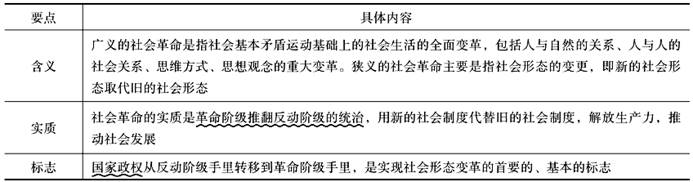 要点
具体内容
含义
广义的社会革命是指社会基本矛盾运动基础上的社会生活的全面变革，包括人与自然的关系、人与人的
社会关系、思维方式、思想观念的重大变革。狭义的社会革命主要是指社会形态的变更，即新的社会形
态取代旧的社会形态
实质
社会革命的实质是革命阶级推翻反动阶级的统治，用新的社会制度代替旧的社会制度，解放生产力，推
动社会发展
标志
国家政权从反动阶级手里转移到革命阶级手里，是实现社会形态变革的首要的、基本的标志